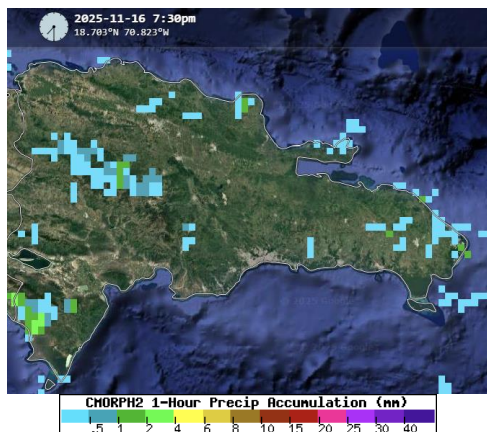 2025-11-16 7:30pm
18.703°N 70.823°W
CMORPH2 1-Hour Precip Accumulation (mm)
.5 1 2 4 6 8 10 15 20 25 30 40